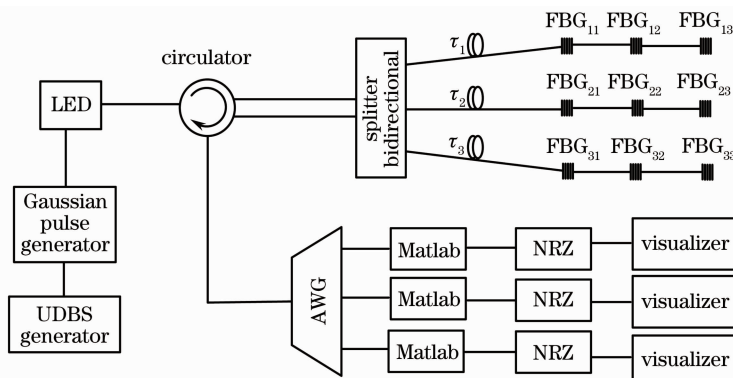 circulator
LED
Gaussian
pulse
generator
UDBS
generator
splitter
bidirectional
τ₁
τ₂
τ₃
FBG₁₁
FBG₁₂
FBG₁₃
FBG₂₁
FBG₂₂
FBG₂₃
FBG₃₁
FBG₃₂
FBG₃₃
AWG
Matlab
NRZ
visualizer
Matlab
NRZ
visualizer
Matlab
NRZ
visualizer